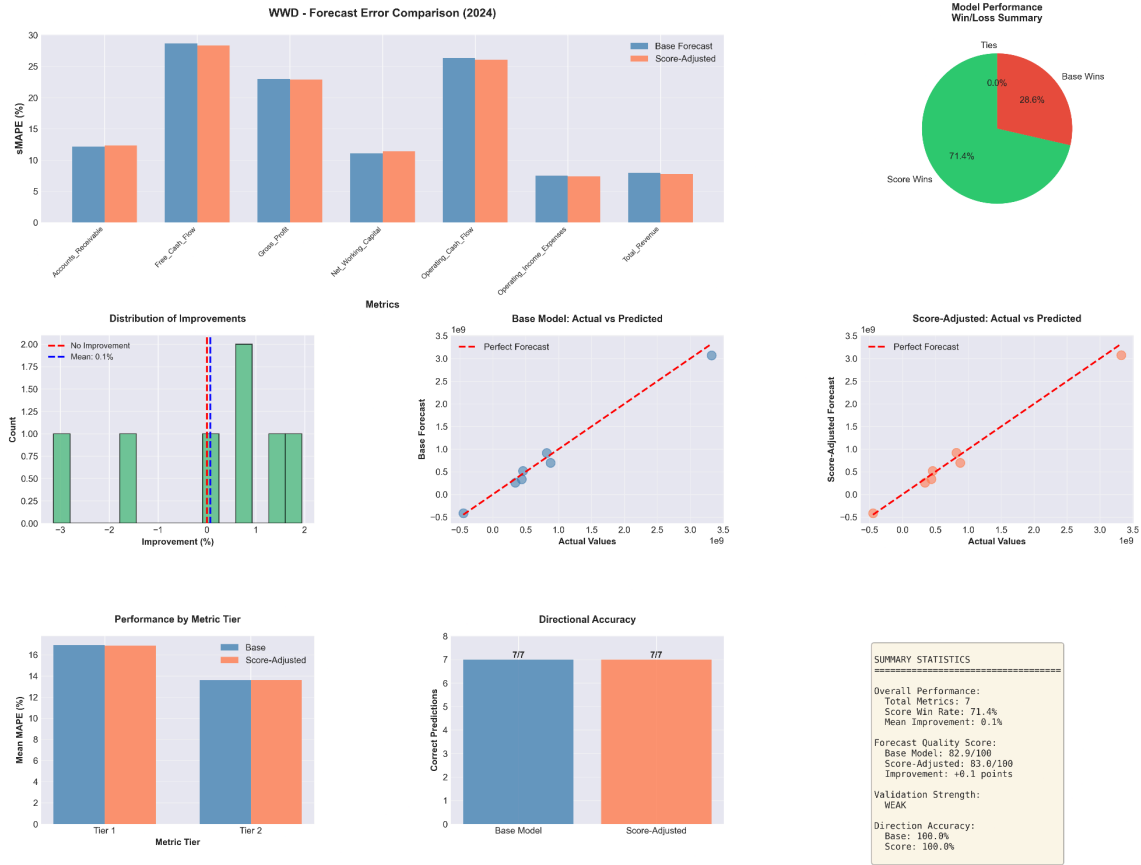 WWD - Forecast Error Comparison (2024)
sMAPE (%)
30
25
20
15
10
5
0
Base Forecast
Score-Adjusted
Accounts_Receivable
Free_Cash_Flow
Gross_Profit
Net_Working_Capital
Operating_Cash_Flow
Operating_Income_Expenses
Total_Revenue
Metrics
Model Performance
Win/Loss Summary
Ties
0.0%
Base Wins
28.6%
71.4%
Score Wins
Distribution of Improvements
Count
2.00
1.75
1.50
1.25
1.00
0.75
0.50
0.25
0.00
No Improvement
Mean: 0.1%
−3 −2 −1 0 1 2
Improvement (%)
Base Model: Actual vs Predicted
1e9
Base Forecast
3.5
3.0
2.5
2.0
1.5
1.0
0.5
0.0
−0.5
Perfect Forecast
−0.5 0.0 0.5 1.0 1.5 2.0 2.5 3.0 3.5
Actual Values
1e9
Score-Adjusted: Actual vs Predicted
1e9
Score-Adjusted Forecast
3.5
3.0
2.5
2.0
1.5
1.0
0.5
0.0
−0.5
Perfect Forecast
−0.5 0.0 0.5 1.0 1.5 2.0 2.5 3.0 3.5
Actual Values
1e9
Performance by Metric Tier
Mean MAPE (%)
16
14
12
10
8
6
4
2
0
Base
Score-Adjusted
Tier 1 Tier 2
Metric Tier
Directional Accuracy
Correct Predictions
8
7
6
5
4
3
2
1
0
7/7 7/7
Base Model Score-Adjusted
SUMMARY STATISTICS
===================================
Overall Performance:
Total Metrics: 7
Score Win Rate: 71.4%
Mean Improvement: 0.1%
Forecast Quality Score:
Base Model: 82.9/100
Score-Adjusted: 83.0/100
Improvement: +0.1 points
Validation Strength:
WEAK
Direction Accuracy:
Base: 100.0%
Score: 100.0%